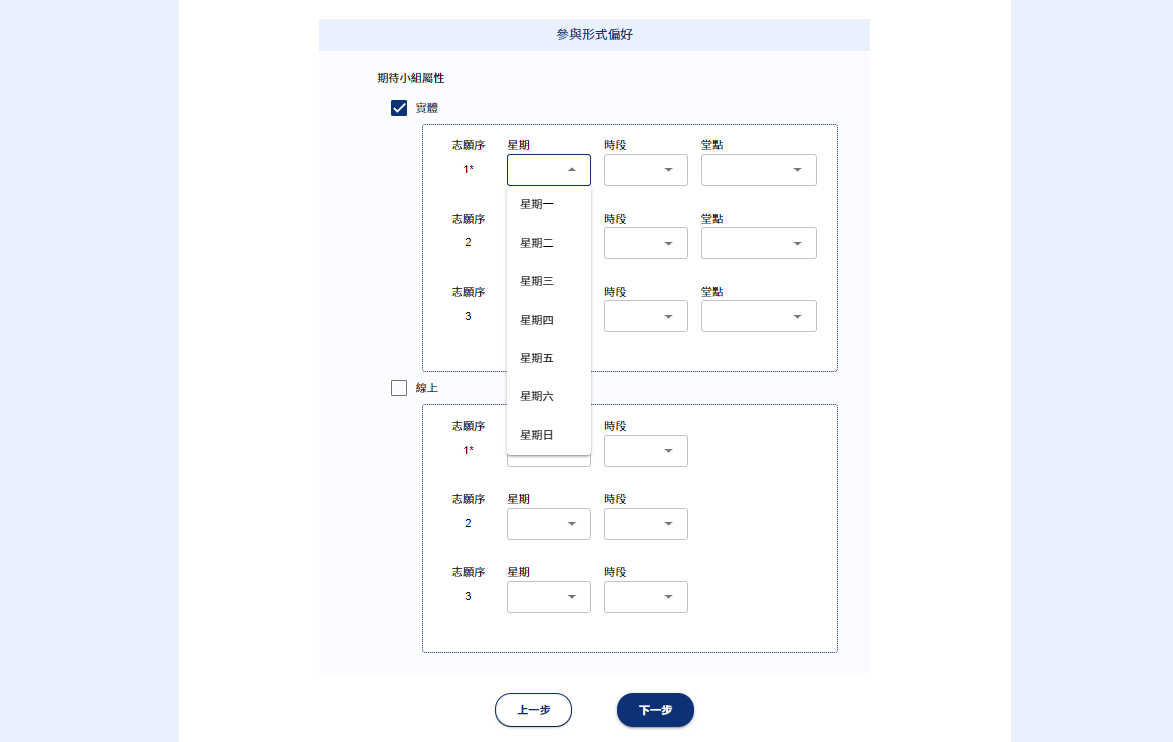 參與形式偏好
期待小組屬性
實體
志願序 星期 時段 堂點
1*
星期一
志願序 時段 堂點
2
星期二
星期三
志願序 時段 堂點
3
星期四
星期五
線上
星期六
志願序 時段
星期日
1*
志願序 星期 時段
2
志願序 星期 時段
3
上一步 下一步